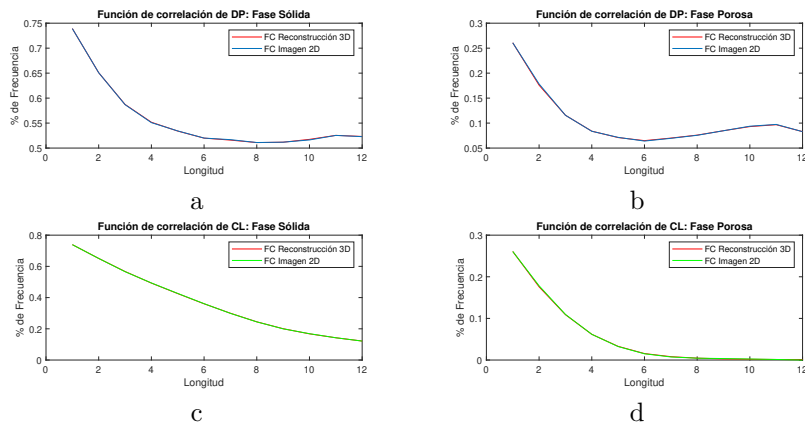 Función de correlación de DP: Fase Sólida
% de Frecuencia
0.75
0.7
0.65
0.6
0.55
0.5
0 2 4 6 8 10 12
Longitud
FC Reconstrucción 3D
FC Imagen 2D
a
Función de correlación de DP: Fase Porosa
% de Frecuencia
0.3
0.25
0.2
0.15
0.1
0.05
0 2 4 6 8 10 12
Longitud
FC Reconstrucción 3D
FC Imagen 2D
b
Función de correlación de CL: Fase Sólida
% de Frecuencia
0.8
0.6
0.4
0.2
0
0 2 4 6 8 10 12
Longitud
FC Reconstrucción 3D
FC Imagen 2D
c
Función de correlación de CL: Fase Porosa
% de Frecuencia
0.3
0.2
0.1
0
0 2 4 6 8 10 12
Longitud
FC Reconstrucción 3D
FC Imagen 2D
d